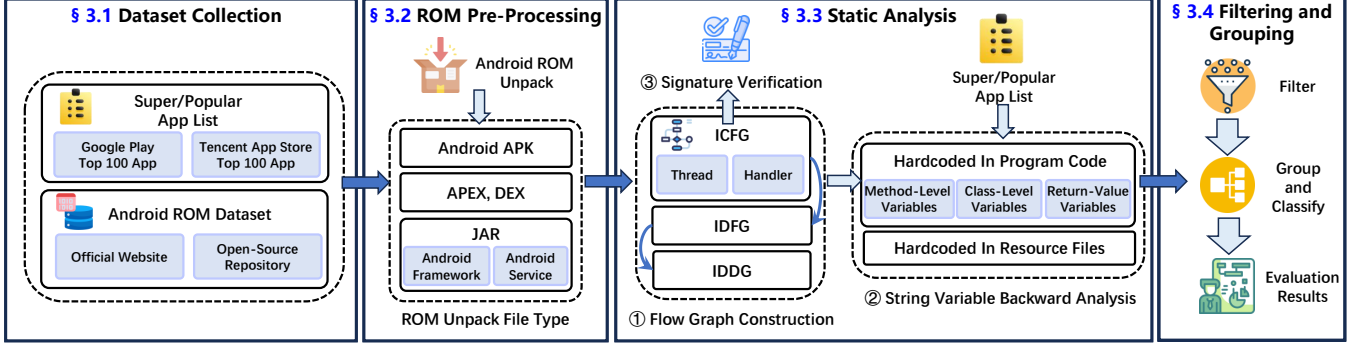 § 3.1 Dataset Collection
Super/Popular
App List
Google Play
Top 100 App
Tencent App Store
Top 100 App
Android ROM Dataset
Official Website
Open-Source
Repository
§ 3.2 ROM Pre-Processing
Android ROM
Unpack
Android APK
APEX, DEX
JAR
Android
Framework
Android
Service
ROM Unpack File Type
§ 3.3 Static Analysis
③ Signature Verification
ICFG
Thread
Handler
IDFG
IDDG
① Flow Graph Construction
Super/Popular
App List
Hardcoded In Program Code
Method-Level
Variables
Class-Level
Variables
Return-Value
Variables
Hardcoded In Resource Files
② String Variable Backward Analysis
§ 3.4 Filtering and
Grouping
Filter
Group
and
Classify
Evaluation
Results